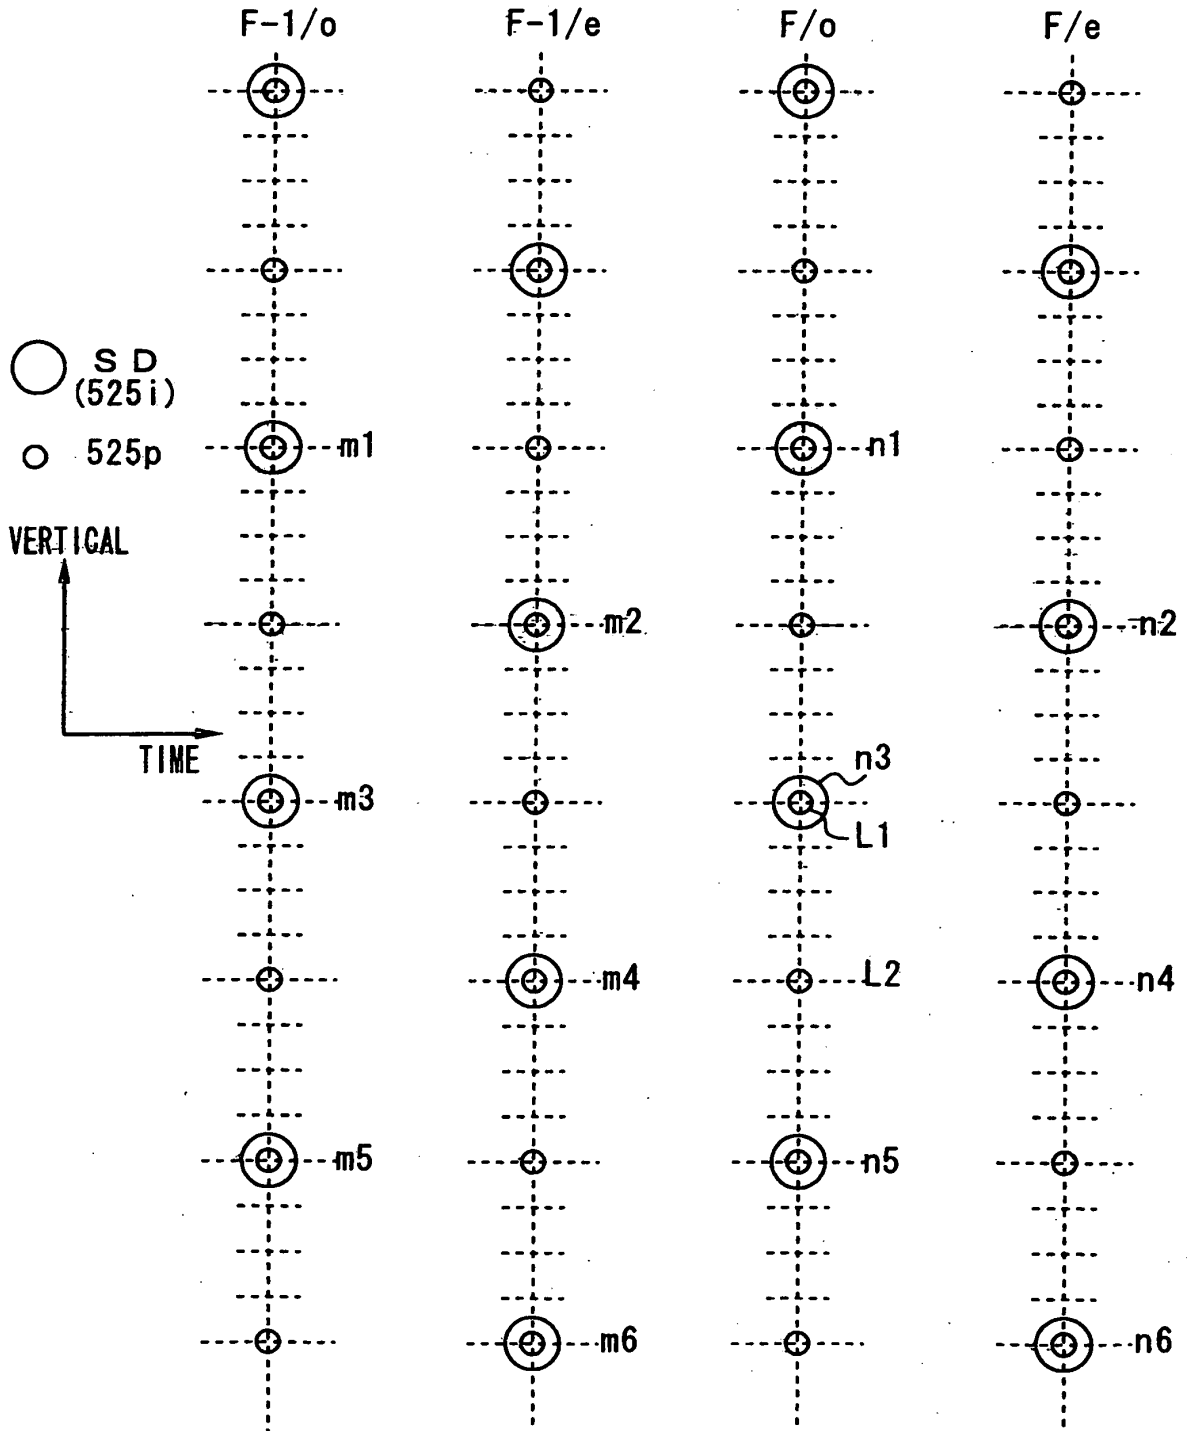 F-1/o F-1/e F/o F/e
SD
(525i)
525p
m1 n1
VERTICAL
m2 n2
TIME
n3
m3
L1
m4 L2 n4
m5 n5
m6 n6